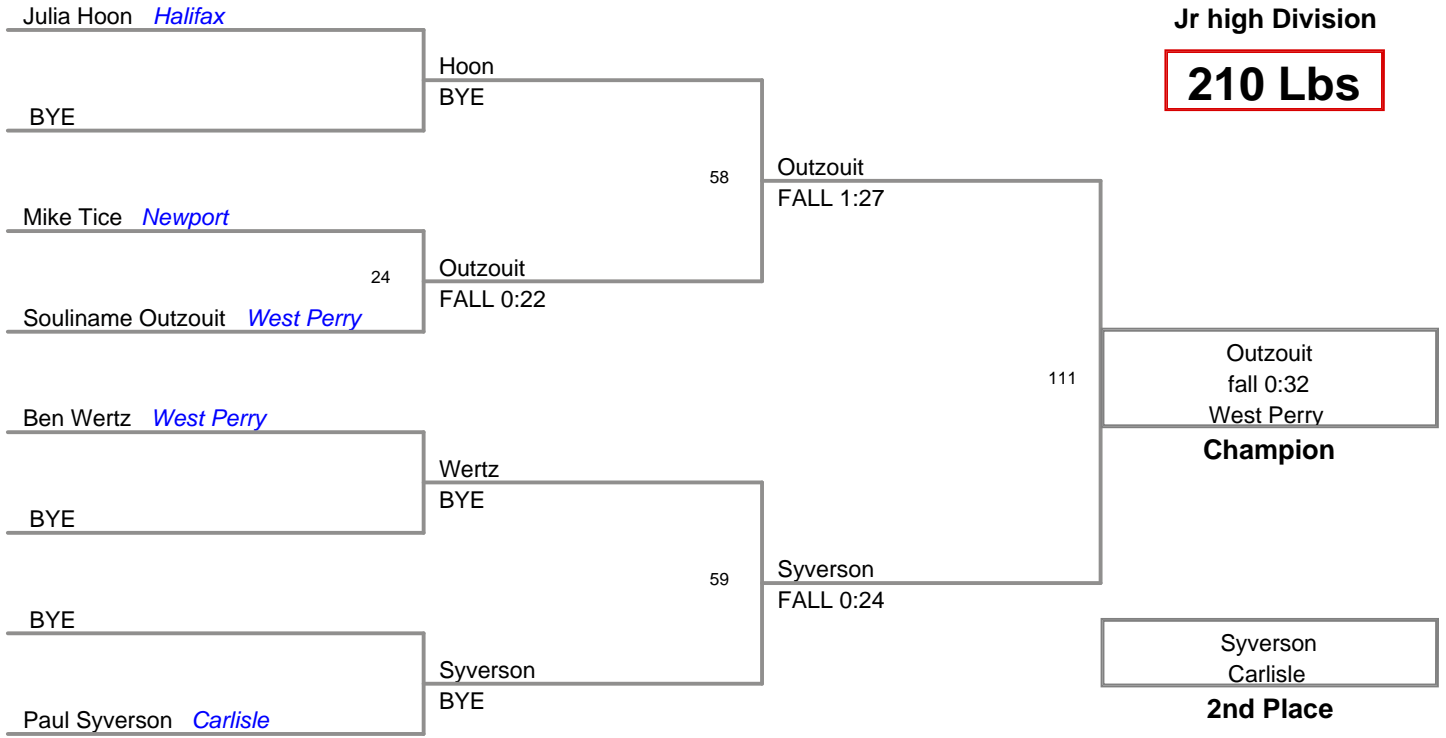 Julia Hoon Halifax
Jr high Division
210 Lbs
Hoon
BYE
BYE
58
Outzouit
FALL 1:27
Mike Tice Newport
24
Outzouit
FALL 0:22
Souliname Outzouit West Perry
111
Outzouit
fall 0:32
West Perry
Champion
Ben Wertz West Perry
Wertz
BYE
BYE
59
Syverson
FALL 0:24
BYE
Syverson
BYE
Paul Syverson Carlisle
Syverson
Carlisle
2nd Place